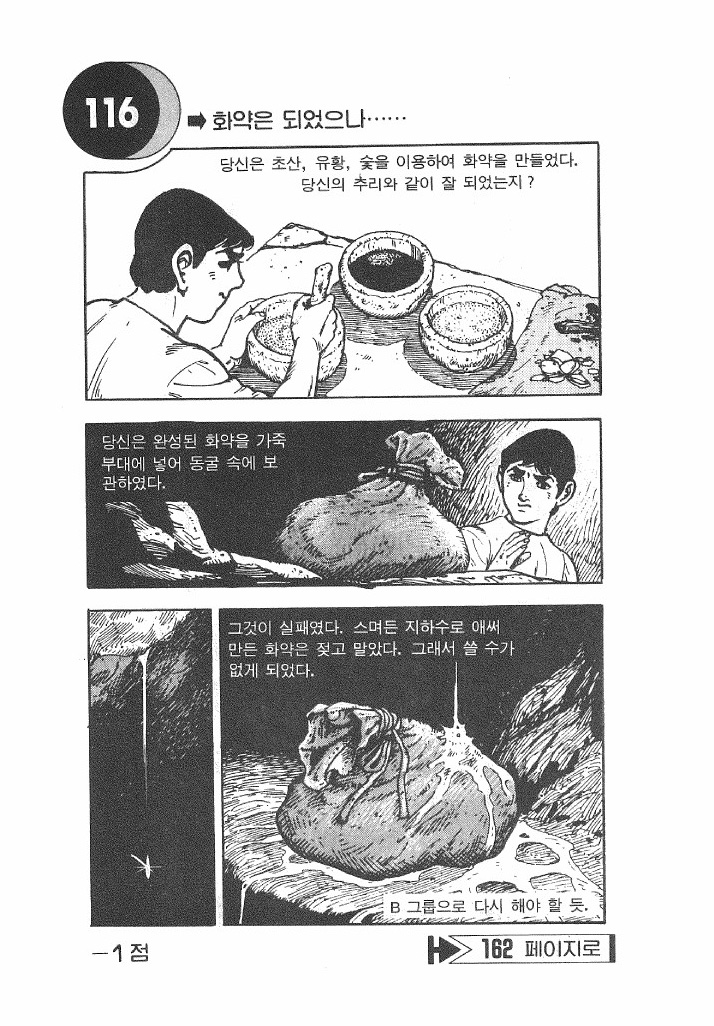 116
➡ 화약은 되었으나……
당신은 초산, 유황, 숯을 이용하여 화약을 만들었다.
당신의 추리와 같이 잘 되었는지?
당신은 완성된 화약을 가죽
부대에 넣어 동굴 속에 보
관하였다.
그것이 실패였다. 스며든 지하수로 애써
만든 화약은 젖고 말았다. 그래서 쓸 수가
없게 되었다.
B 그룹으로 다시 해야 할 듯.
－1 점
162 페이지로